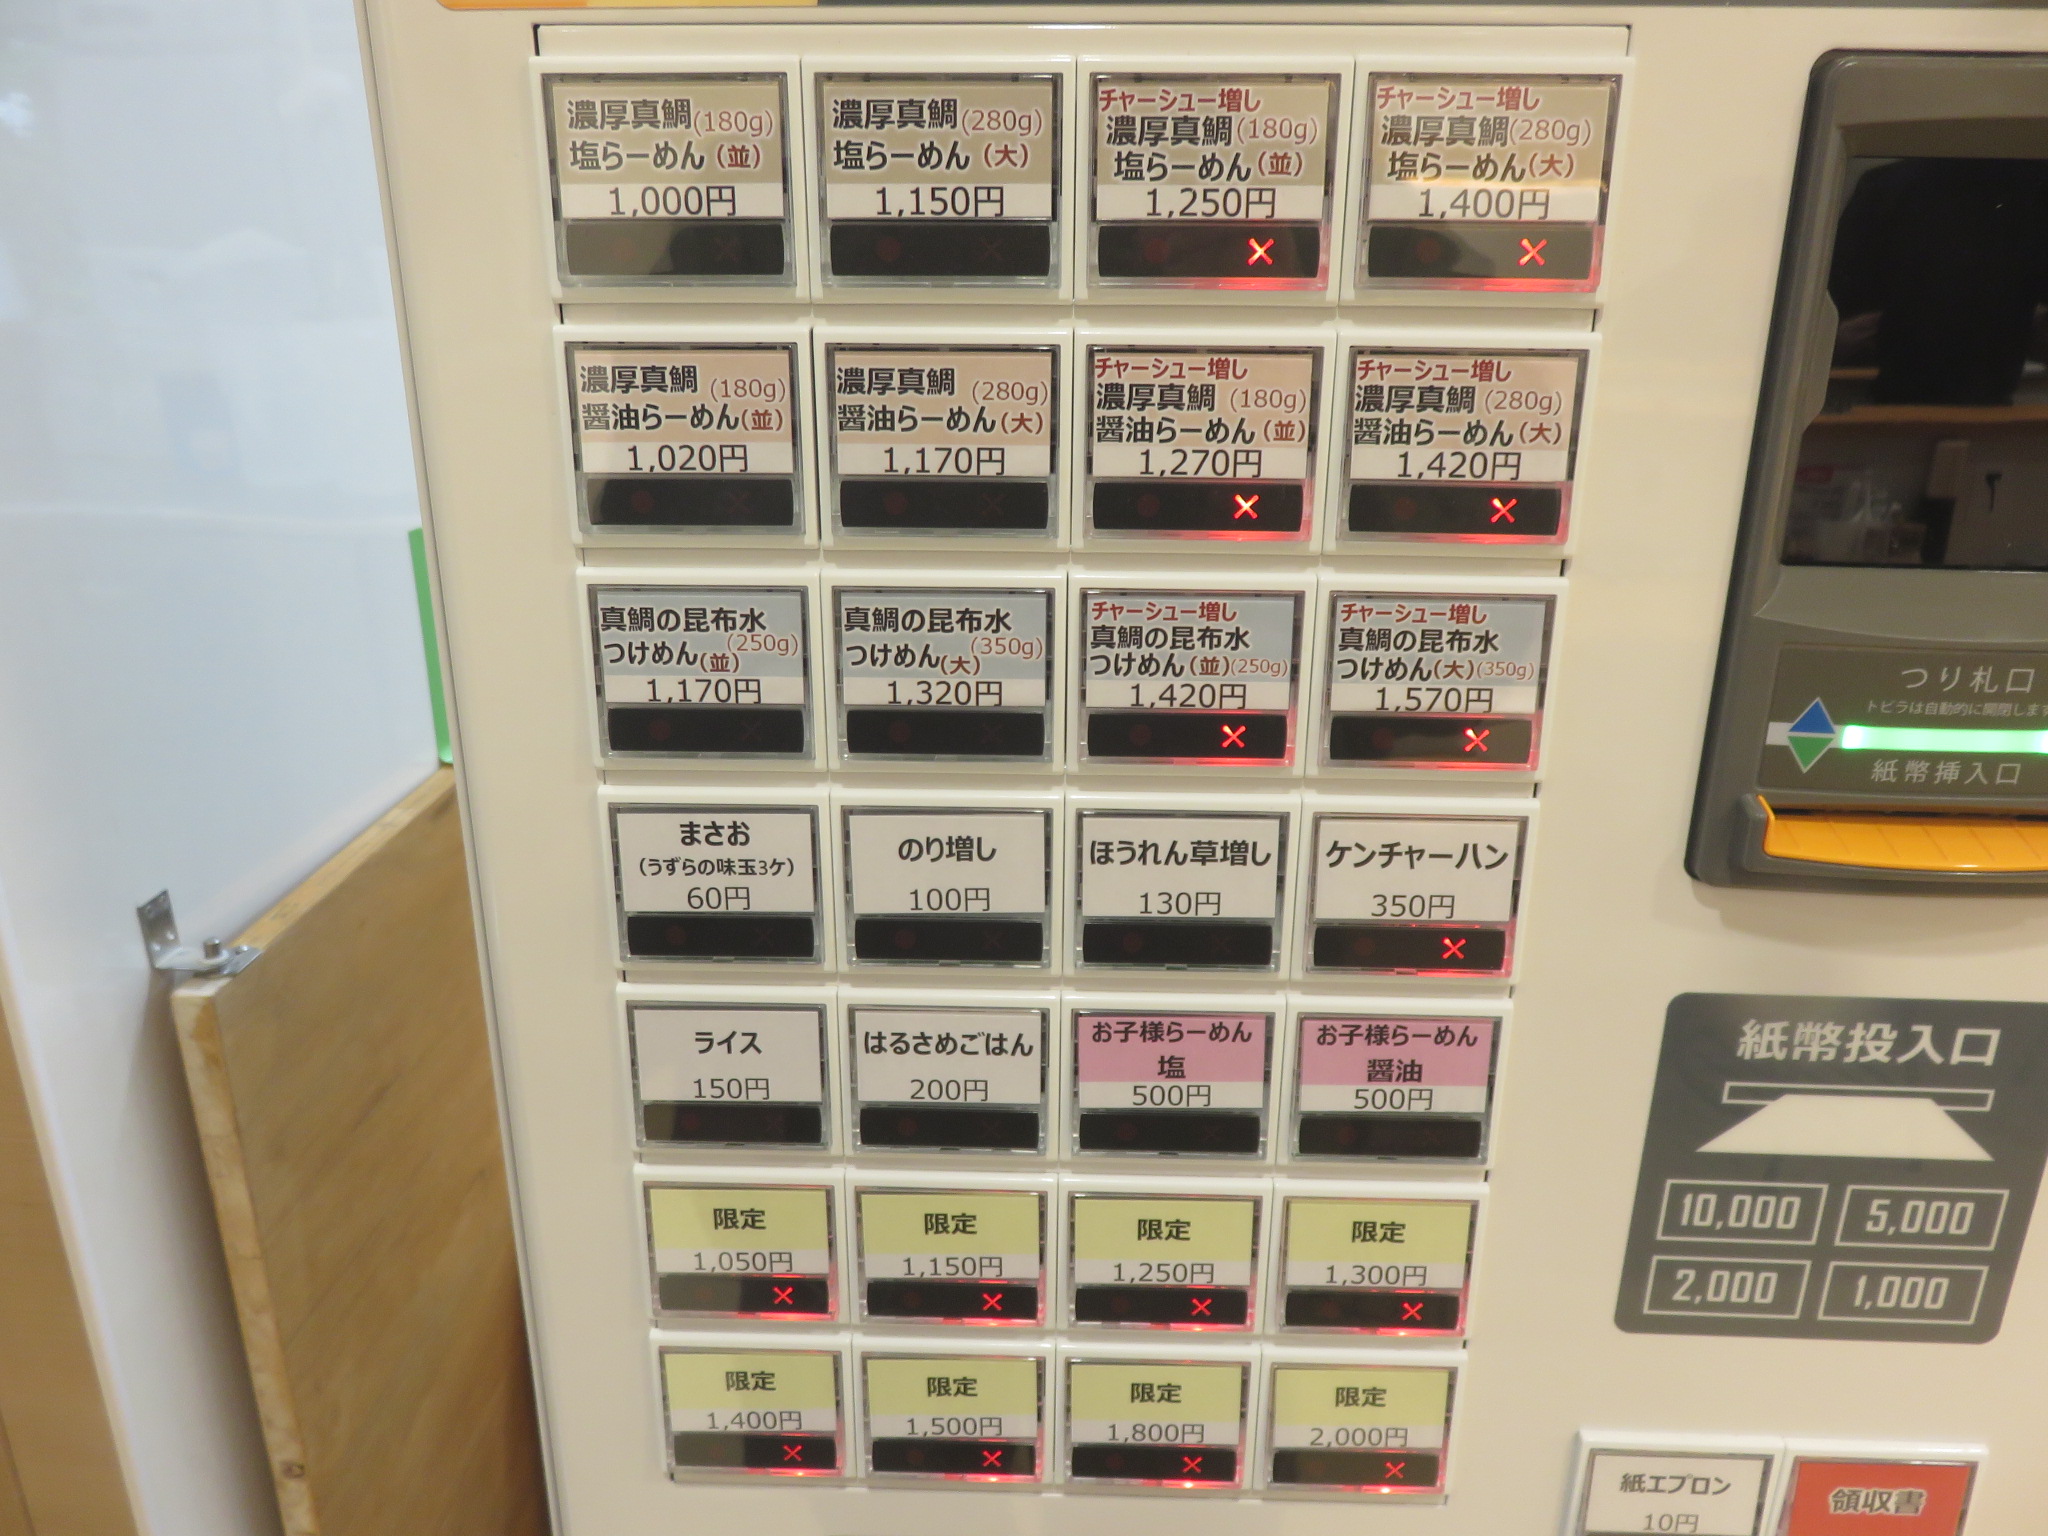 濃厚真鯛(180g)
塩らーめん(並)
1,000円
濃厚真鯛(280g)
塩らーめん(大)
1,150円
チャーシュー増し
濃厚真鯛(180g)
塩らーめん(並)
1,250円
チャーシュー増し
濃厚真鯛(280g)
塩らーめん(大)
1,400円
濃厚真鯛(180g)
醤油らーめん(並)
1,020円
濃厚真鯛(280g)
醤油らーめん(大)
1,170円
チャーシュー増し
濃厚真鯛(180g)
醤油らーめん(並)
1,270円
チャーシュー増し
濃厚真鯛(280g)
醤油らーめん(大)
1,420円
真鯛の昆布水
つけめん(並)(250g)
1,170円
真鯛の昆布水
つけめん(大)(350g)
1,320円
チャーシュー増し
真鯛の昆布水
つけめん(並)(250g)
1,420円
チャーシュー増し
真鯛の昆布水
つけめん(大)(350g)
1,570円
まさお
(うずらの味玉3ケ)
60円
のり増し
100円
ほうれん草増し
130円
ケンチャーハン
350円
ライス
150円
はるさめごはん
200円
お子様らーめん
塩
500円
お子様らーめん
醤油
500円
限定
1,050円
限定
1,150円
限定
1,250円
限定
1,300円
限定
1,400円
限定
1,500円
限定
1,800円
限定
2,000円
つり札口
トビラは自動的に開閉します
紙幣挿入口
紙幣投入口
10,000
5,000
2,000
1,000
紙エプロン
10円
領収書